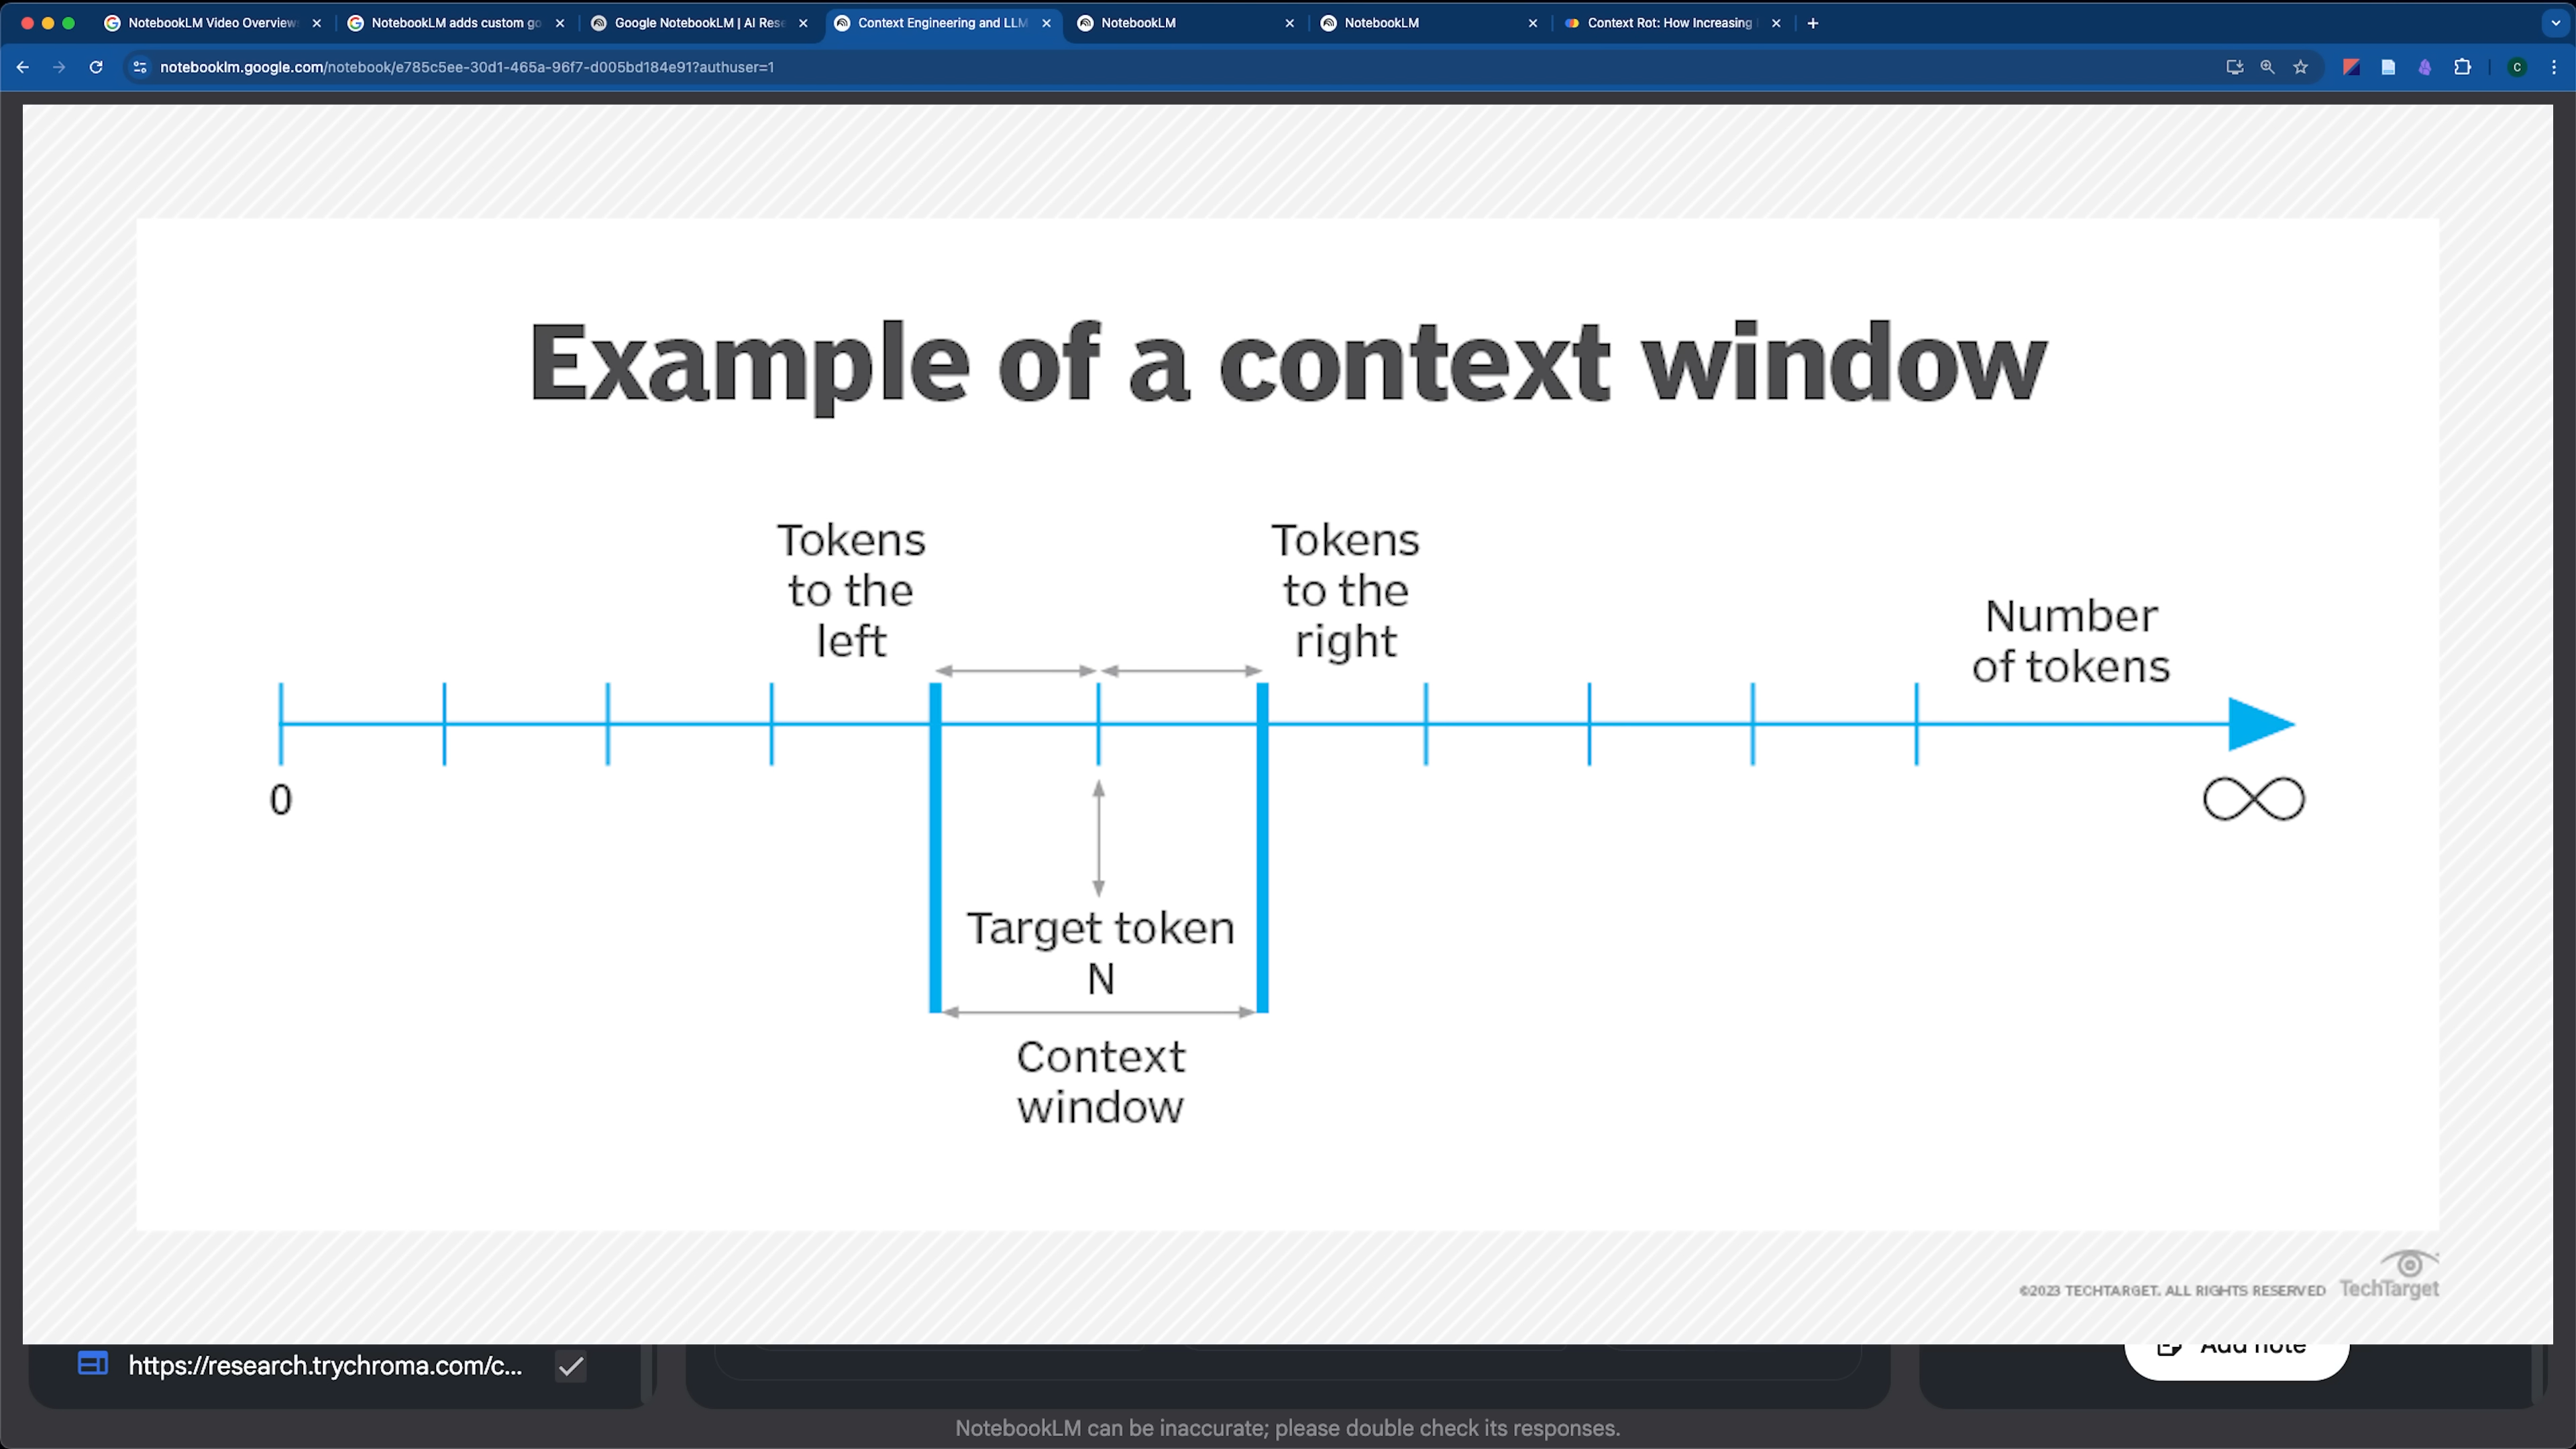 NotebookLM Video Overview
NotebookLM adds custom go
Google NotebookLM | AI Rese
Context Engineering and LLM
NotebookLM
NotebookLM
Context Rot: How Increasing
notebooklm.google.com/notebook/e785c5ee-30d1-465a-96f7-d005bd184e91?authuser=1
C
Example of a context window
Tokens
to the
left
Tokens
to the
right
Number
of tokens
0
∞
Target token
N
Context
window
©2023 TECHTARGET. ALL RIGHTS RESERVED TechTarget
https://research.trychroma.com/c...
Add note
NotebookLM can be inaccurate; please double check its responses.